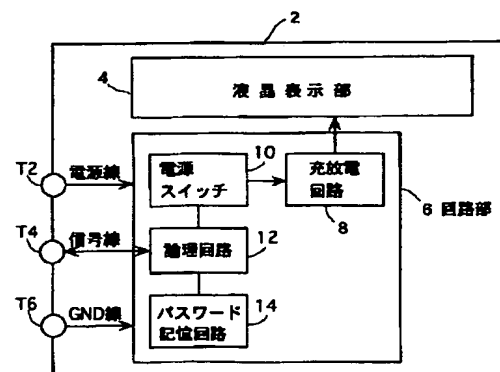 2
4
液晶表示部
T2
電源線
電源
スイッチ
10
充放電
回路
8
6 回路部
T4
信号線
論理回路
12
T6
GND線
パスワード
記憶回路
14